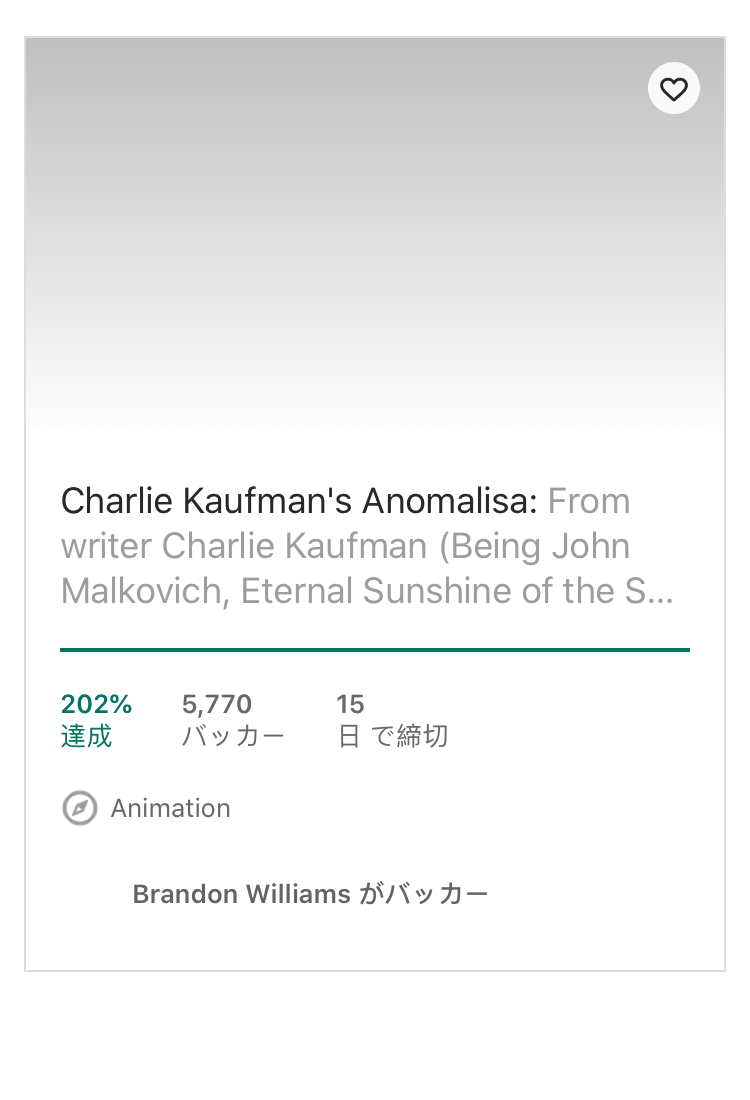 Charlie Kaufman's Anomalisa: From
writer Charlie Kaufman (Being John
Malkovich, Eternal Sunshine of the S...
202%
達成
5,770
バッカー
15
日 で締切
Animation
Brandon Williams がバッカー